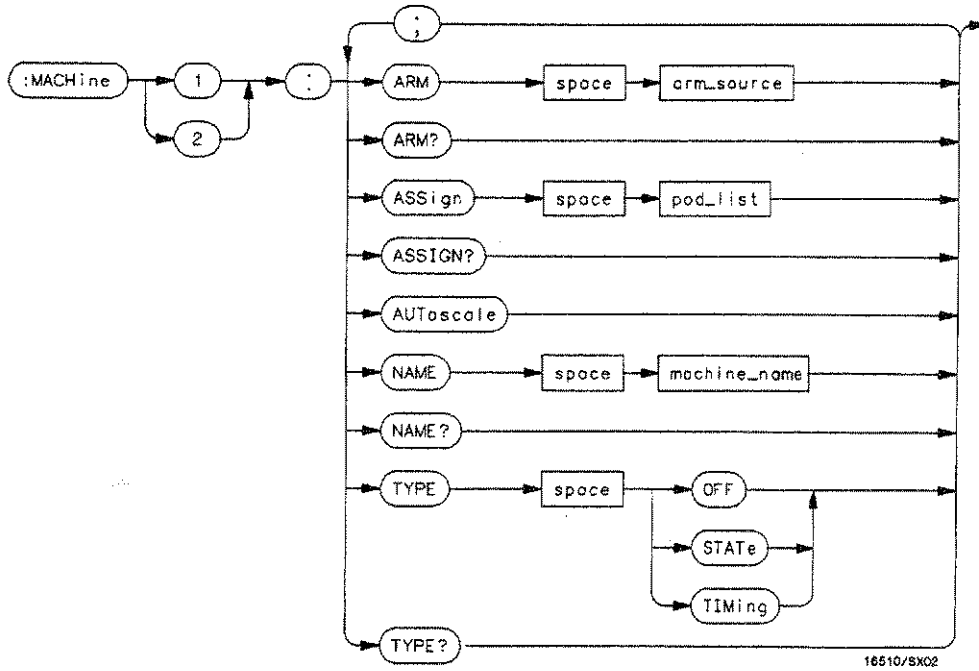 ;
:MACHine 1 : ARM space arm_source
2
ARM?
ASSign space pod_list
ASSIGN?
AUToscale
NAME space machine_name
NAME?
TYPE space OFF
STATe
TIMing
TYPE?
16510/SX02